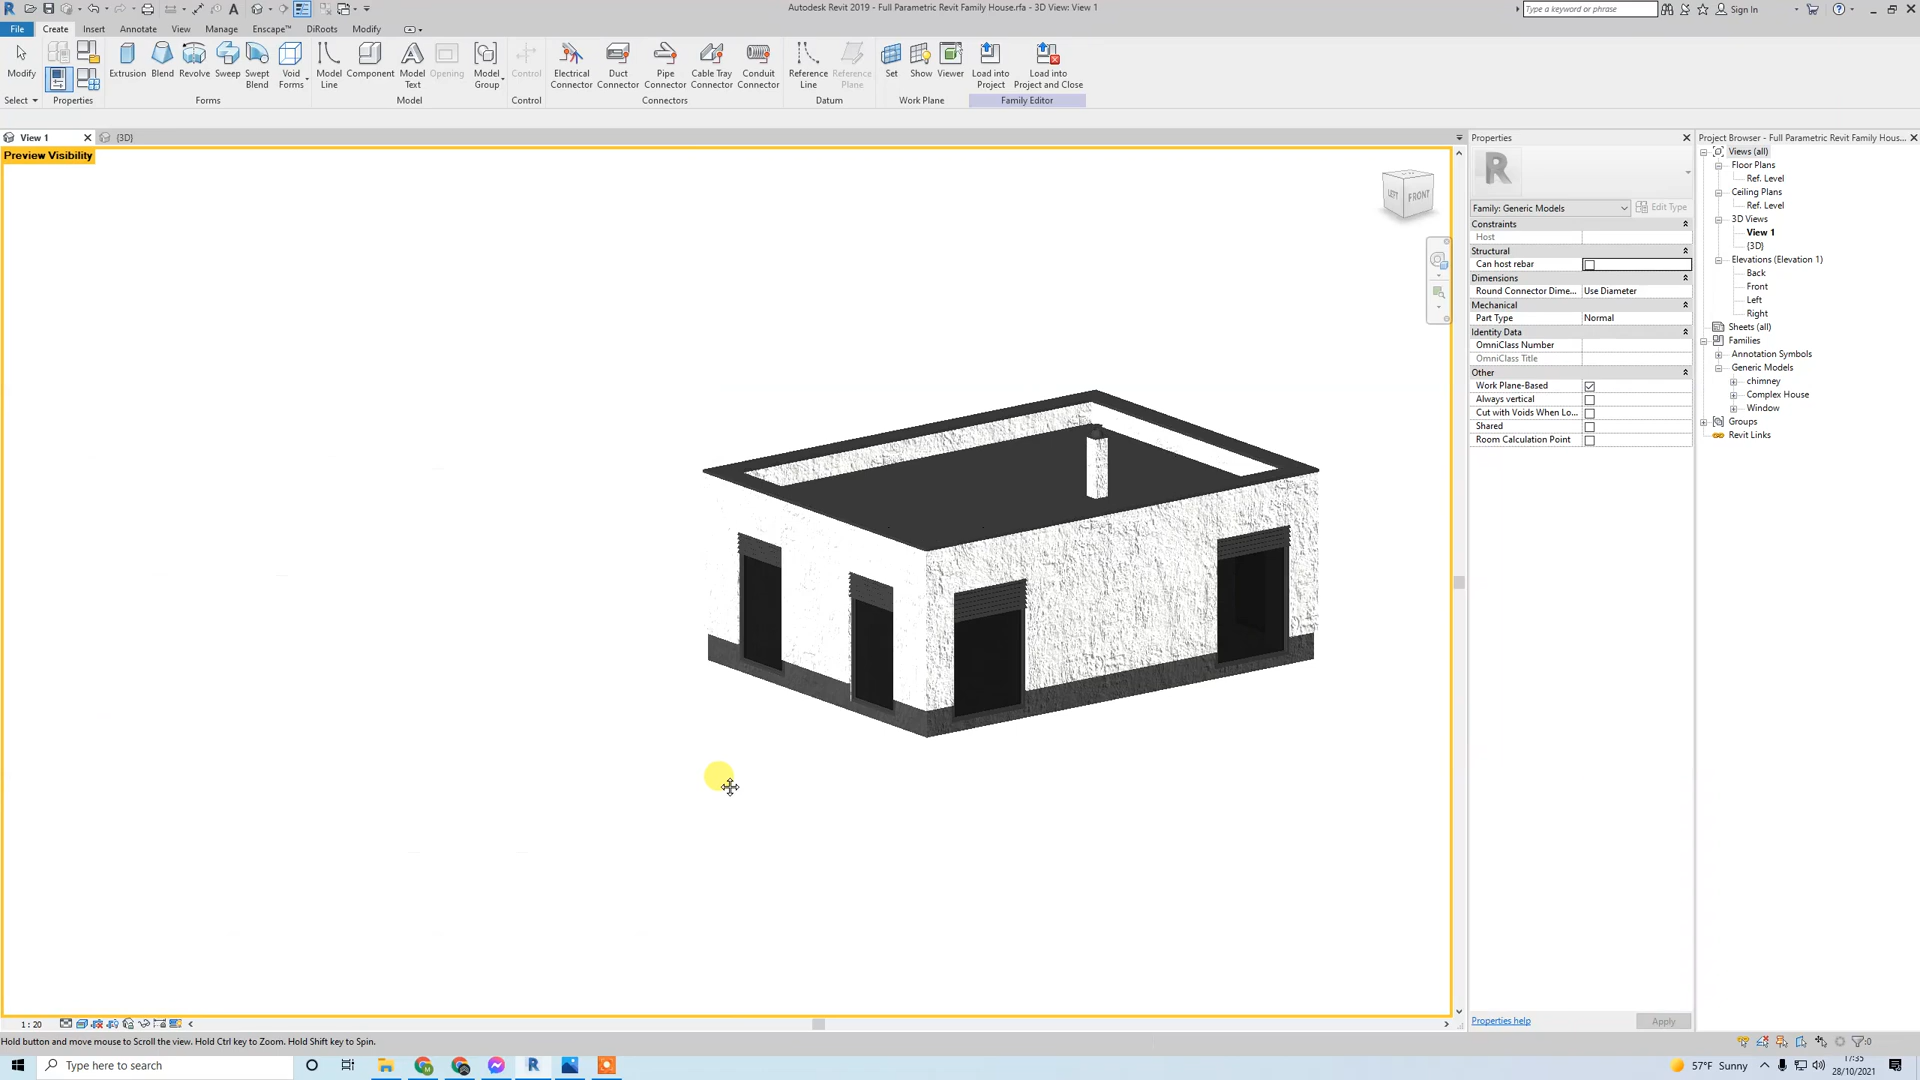 Autodesk Revit 2019 - Full Parametric Revit Family House.rfa - 3D View: View 1
Type a keyword or phrase
Sign In
File Create Insert Annotate View Manage Enscape™ DiRoots Modify
Modify
Extrusion Blend Revolve Sweep Swept Blend Void Forms
Model Line Component Model Text Opening Model Group
Control
Electrical Connector Duct Connector Pipe Connector Cable Tray Connector Conduit Connector
Reference Line Reference Plane
Set Show Viewer
Load into Project Load into Project and Close
Select Properties Forms Model Control Connectors Datum Work Plane Family Editor
View 1 {3D}
Preview Visibility
LEFT FRONT
Properties
R
Family: Generic Models Edit Type
Constraints
Host
Structural
Can host rebar
Dimensions
Round Connector Dime... Use Diameter
Mechanical
Part Type Normal
Identity Data
OmniClass Number
OmniClass Title
Other
Work Plane-Based
Always vertical
Cut with Voids When Lo...
Shared
Room Calculation Point
Properties help Apply
Project Browser - Full Parametric Revit Family Hous...
Views (all)
Floor Plans
Ref. Level
Ceiling Plans
Ref. Level
3D Views
View 1
{3D}
Elevations (Elevation 1)
Back
Front
Left
Right
Sheets (all)
Families
Annotation Symbols
Generic Models
chimney
Complex House
Window
Groups
Revit Links
1 : 20
Hold button and move mouse to Scroll the view. Hold Ctrl key to Zoom. Hold Shift key to Spin.
:0
Type here to search
57°F Sunny
17:35
28/10/2021